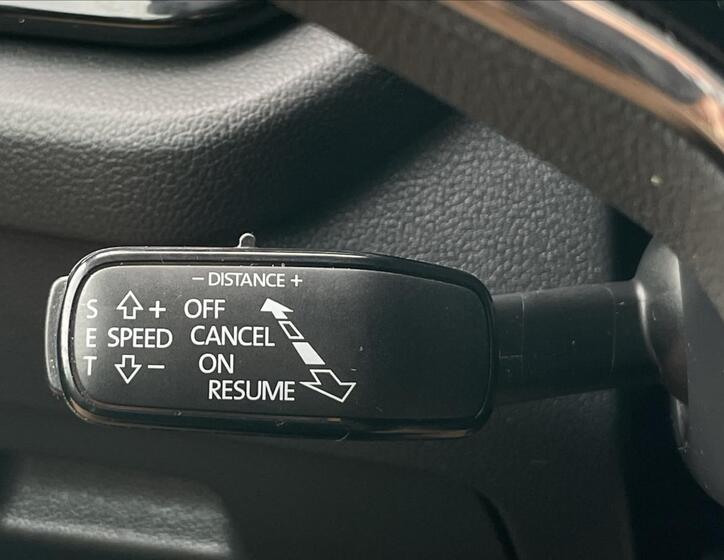 − DISTANCE +
S + OFF
E SPEED CANCEL
T − ON
RESUME